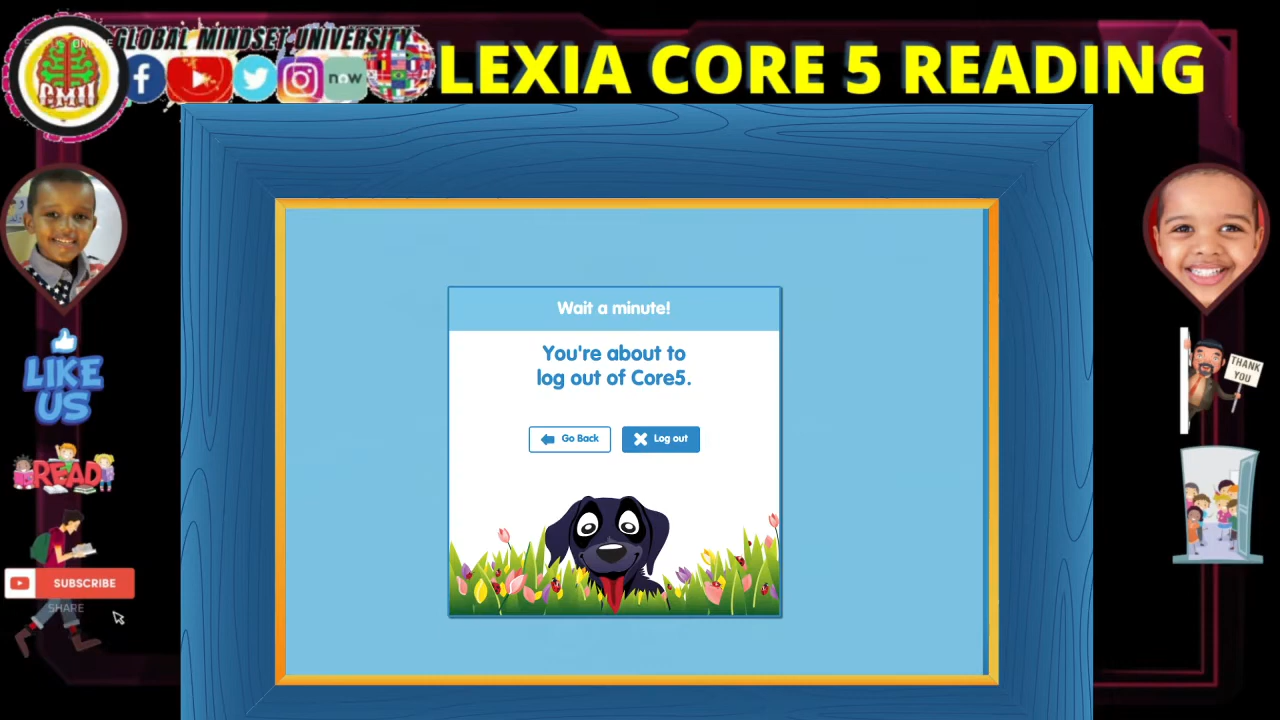 GLOBAL MINDSET UNIVERSITY
GMU
now
LEXIA CORE 5 READING
Wait a minute!
You're about to
log out of Core5.
Go Back
Log out
LIKE
US
READ
SUBSCRIBE
SHARE
THANK
YOU